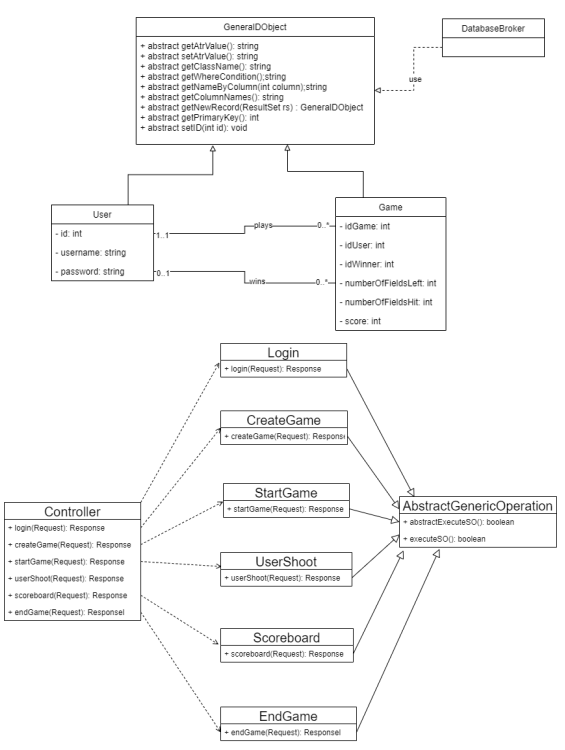 GeneralDObject
+ abstract getAtrValue(): string
+ abstract setAtrValue(): string
+ abstract getClassName(): string
+ abstract getWhereCondition();string
+ abstract getNameByColumn(int column);string
+ abstract getColumnNames(): string
+ abstract getNewRecord(ResultSet rs) : GeneralDObject
+ abstract getPrimaryKey(): int
+ abstract setID(int id): void
DatabaseBroker
use
User
- id: int
- username: string
- password: string
1..1
plays
0..*
0..1
wins
0..*
Game
- idGame: int
- idUser: int
- idWinner: int
- numberOfFieldsLeft: int
- numberOfFieldsHit: int
- score: int
Login
+ login(Request): Response
CreateGame
+ createGame(Request): Response
StartGame
+ startGame(Request): Response
UserShoot
+ userShoot(Request): Response
Scoreboard
+ scoreboard(Request): Response
EndGame
+ endGame(Request): Responsel
Controller
+ login(Request): Response
+ createGame(Request): Response
+ startGame(Request): Response
+ userShoot(Request): Response
+ scoreboard(Request): Response
+ endGame(Request): Responsel
AbstractGenericOperation
+ abstractExecuteSO(): boolean
+ executeSO(): boolean